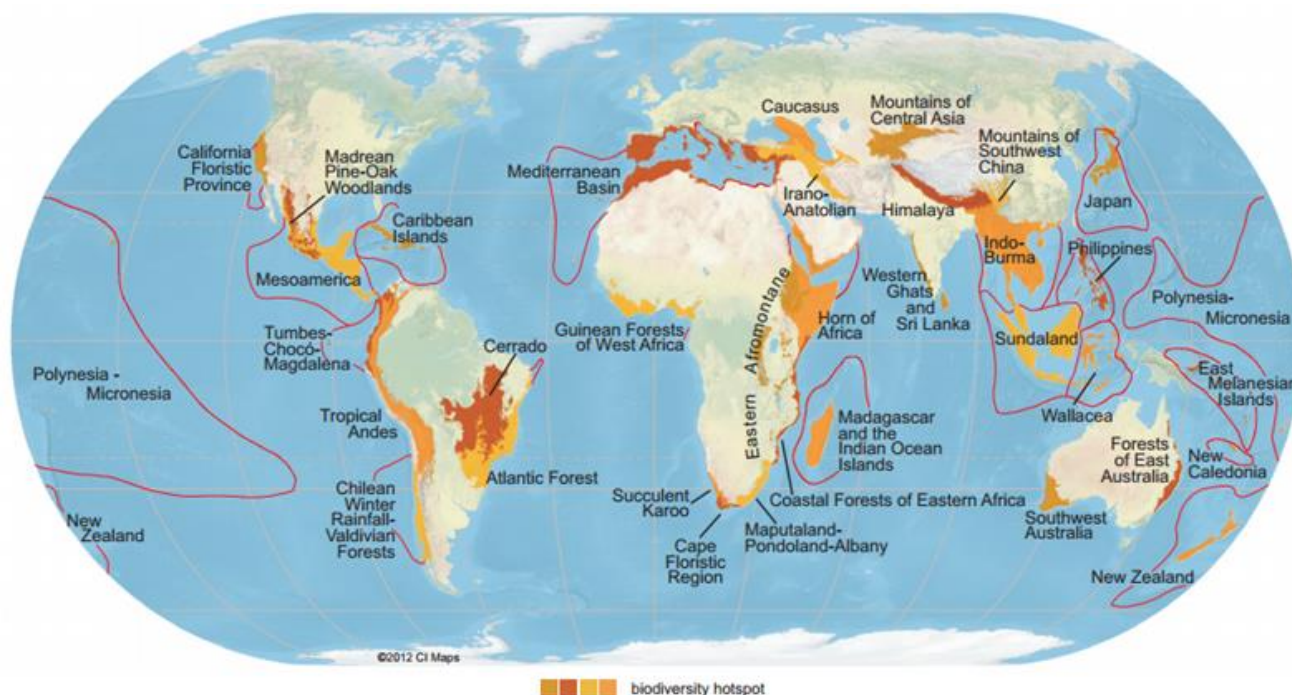 Caucasus
Mountains of
Central Asia
Mountains of
Southwest
China
California
Floristic
Province
Madrean
Pine-Oak
Woodlands
Mediterranean
Basin
Irano-
Anatolian
Himalaya
Japan
Caribbean
Islands
Indo-
Burma
Philippines
Mesoamerica
Western
Ghats
and
Sri Lanka
Polynesia-
Micronesia
Guinean Forests
of West Africa
Horn of
Africa
Eastern Afromontane
Tumbes-
Chocó-
Magdalena
Cerrado
Sundaland
East
Melanesian
Islands
Polynesia -
Micronesia
Wallacea
Tropical
Andes
Madagascar
and the
Indian Ocean
Islands
Forests
of East
Australia
New
Caledonia
Atlantic Forest
Chilean
Winter
Rainfall-
Valdivian
Forests
Succulent
Karoo
Coastal Forests of Eastern Africa
Southwest
Australia
New
Zealand
Maputaland-
Pondoland-Albany
Cape
Floristic
Region
New Zealand
©2012 CI Maps
biodiversity hotspot